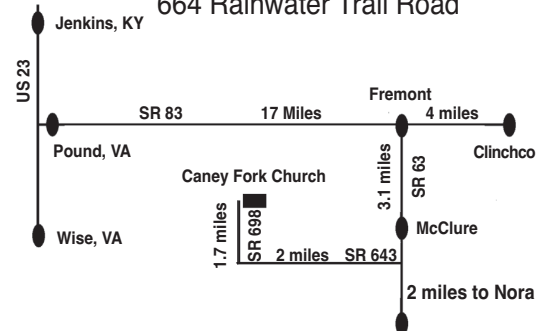 664 Rainwater Trail Road
Jenkins, KY
US 23
SR 83
17 Miles
Fremont
4 miles
Pound, VA
Clinchco
Caney Fork Church
3.1 miles
SR 63
1.7 miles
SR 698
McClure
Wise, VA
2 miles
SR 643
2 miles to Nora